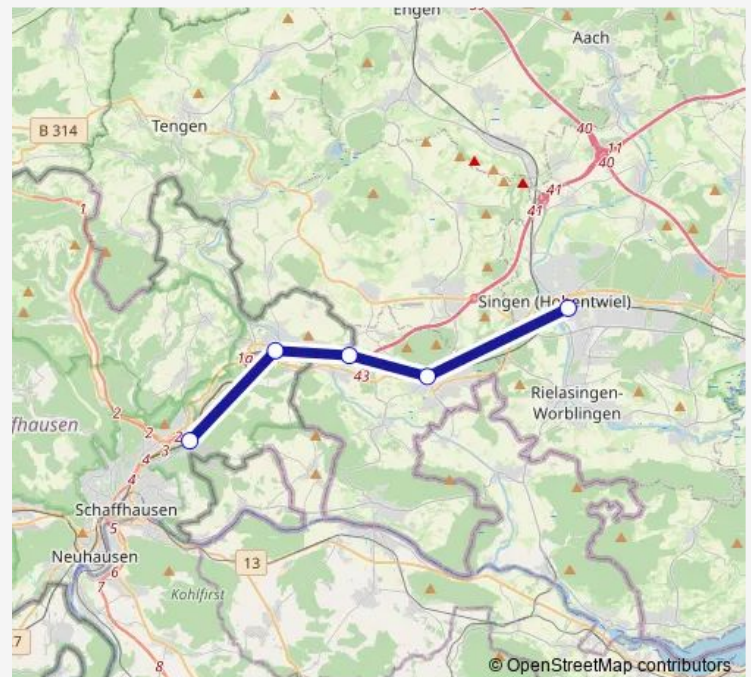 Engen
Aach
B 314
Tengen
40
11
40
41
41
1
Singen (Hohentwiel)
1a
43
Rielasingen-
Worblingen
2
2
2
3
4
4
Schaffhausen
5
Neuhausen
6
7
13
Kohlfirst
7
8
© OpenStreetMap contributors